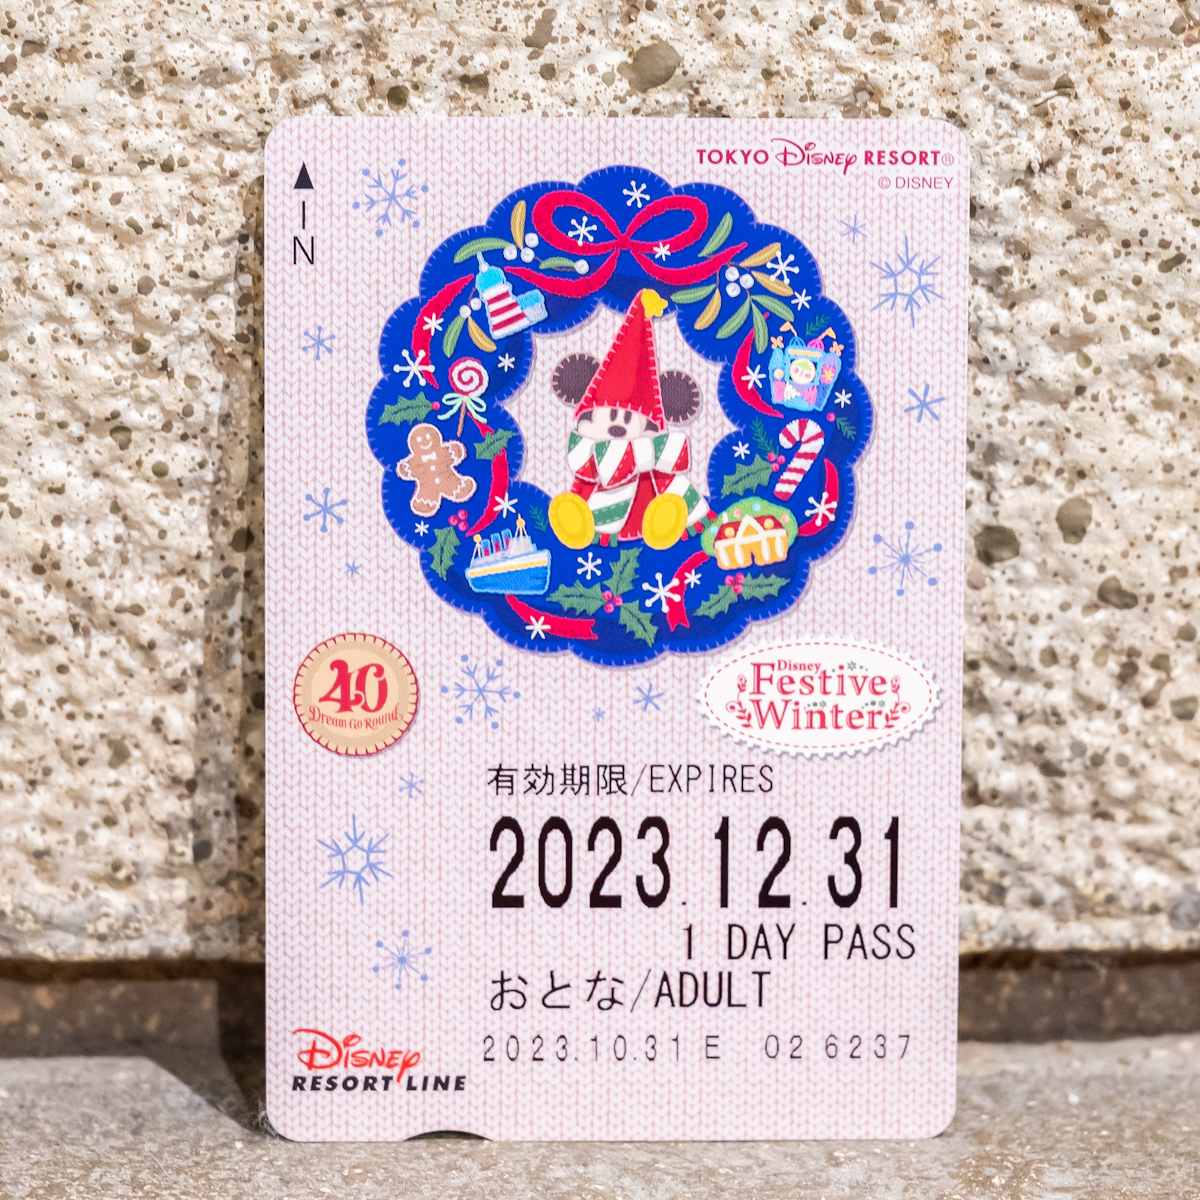 TOKYO Disney RESORT®
© DISNEY
IN
40
Dream Go Round
Disney
Festive
Winter
有効期限/EXPIRES
2023.12.31
1 DAY PASS
おとな/ADULT
2023.10.31 E 02 6237
Disney
RESORT LINE